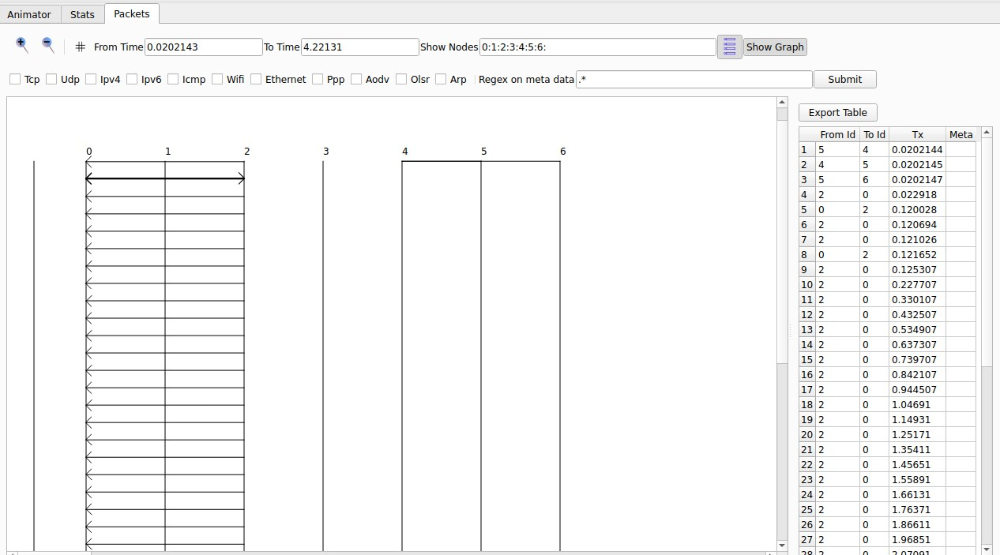 Animator Stats Packets
From Time 0.0202143 To Time 4.22131 Show Nodes 0:1:2:3:4:5:6: Show Graph
Tcp Udp Ipv4 Ipv6 Icmp Wifi Ethernet Ppp Aodv Olsr Arp Regex on meta data .* Submit
0 1 2 3 4 5 6
Export Table
From Id To Id Tx Meta
1 5 4 0.0202144
2 4 5 0.0202145
3 5 6 0.0202147
4 2 0 0.022918
5 0 2 0.120028
6 2 0 0.120694
7 2 0 0.121026
8 0 2 0.121652
9 2 0 0.125307
10 2 0 0.227707
11 2 0 0.330107
12 2 0 0.432507
13 2 0 0.534907
14 2 0 0.637307
15 2 0 0.739707
16 2 0 0.842107
17 2 0 0.944507
18 2 0 1.04691
19 2 0 1.14931
20 2 0 1.25171
21 2 0 1.35411
22 2 0 1.45651
23 2 0 1.55891
24 2 0 1.66131
25 2 0 1.76371
26 2 0 1.86611
27 2 0 1.96851
28 2 0 2.07091